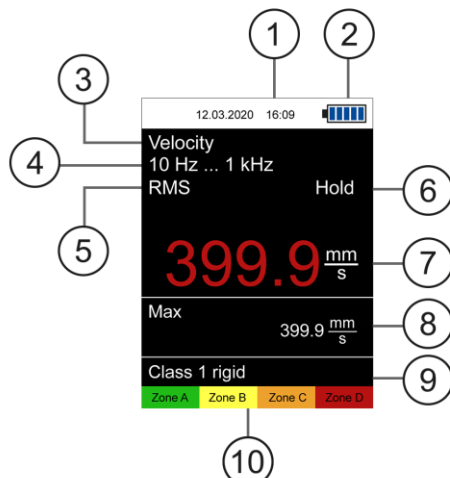 1 2
3
12.03.2020 16:09
Velocity
4
10 Hz ... 1 kHz
RMS Hold
6
5
399.9 mm/s
7
Max
399.9 mm/s
8
Class 1 rigid
9
Zone A Zone B Zone C Zone D
10